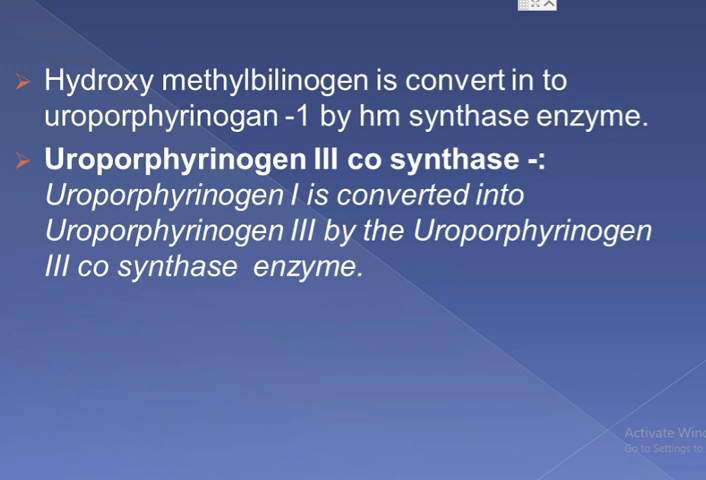 Hydroxy methylbilinogen is convert in to
uroporphyrinogan -1 by hm synthase enzyme.
Uroporphyrinogen III co synthase -:
Uroporphyrinogen I is converted into
Uroporphyrinogen III by the Uroporphyrinogen
III co synthase enzyme.
Activate Wind
Go to Settings to